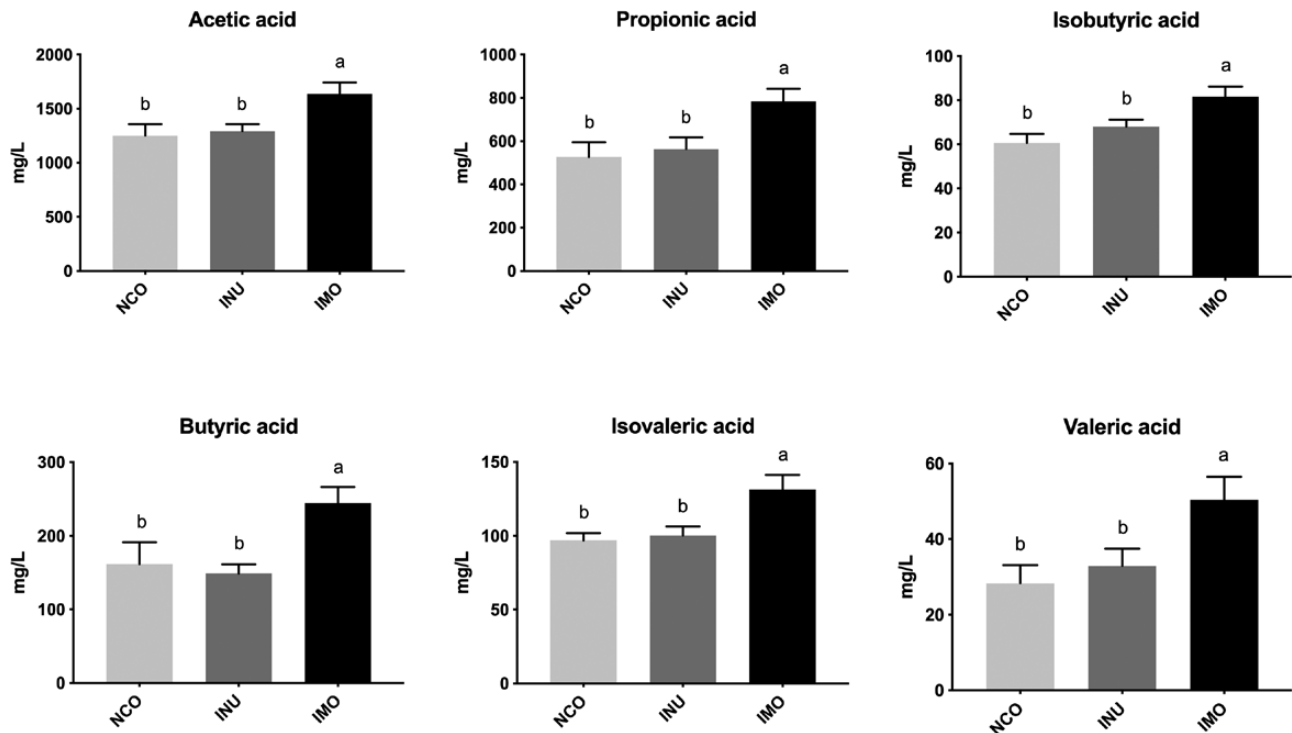 Acetic acid
2000
1500
1000
500
0
mg/L
b
b
a
NCO
INU
IMO
Propionic acid
1000
800
600
400
200
0
mg/L
b
b
a
NCO
INU
IMO
Isobutyric acid
100
80
60
40
20
0
mg/L
b
b
a
NCO
INU
IMO
Butyric acid
300
200
100
0
mg/L
b
b
a
NCO
INU
IMO
Isovaleric acid
150
100
50
0
mg/L
b
b
a
NCO
INU
IMO
Valeric acid
60
40
20
0
mg/L
b
b
a
NCO
INU
IMO